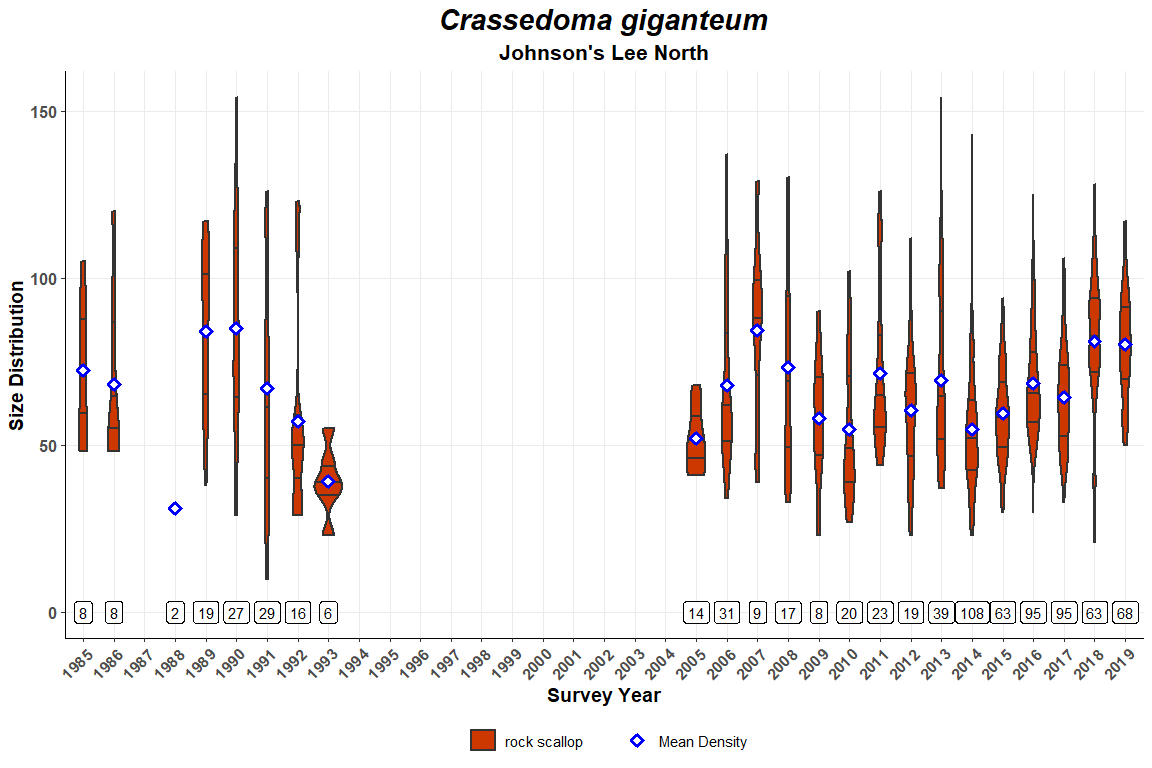 Crassedoma giganteum
Johnson's Lee North
Size Distribution
150
100
50
0
8 8 2 19 27 29 16 6 14 31 9 17 8 20 23 19 39 108 63 95 95 63 68
1985 1986 1987 1988 1989 1990 1991 1992 1993 1994 1995 1996 1997 1998 1999 2000 2001 2002 2003 2004 2005 2006 2007 2008 2009 2010 2011 2012 2013 2014 2015 2016 2017 2018 2019
Survey Year
rock scallop Mean Density